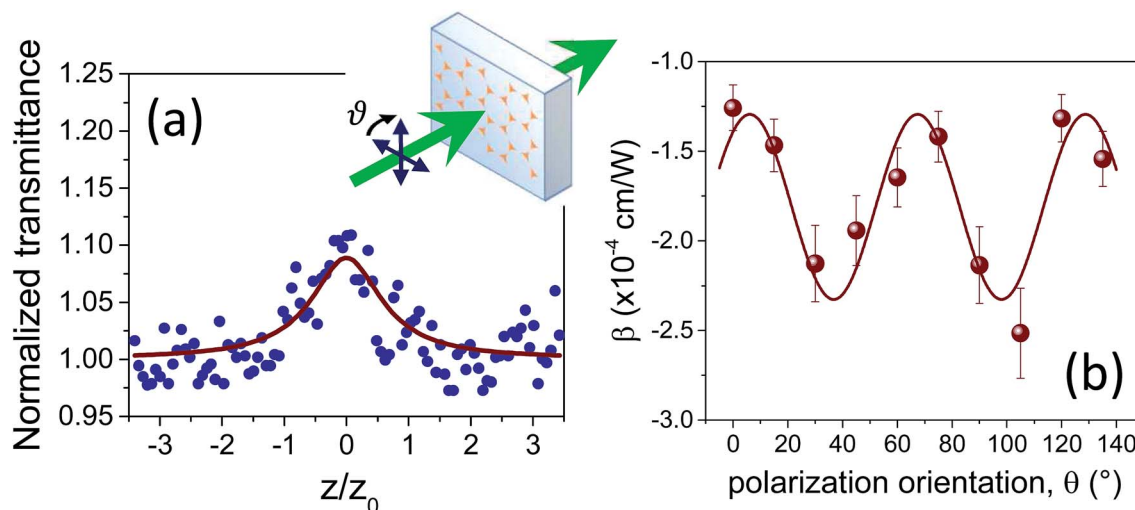 Normalized transmittance
1.25
1.20
1.15
1.10
1.05
1.00
0.95
(a)
ϑ
-3 -2 -1 0 1 2 3
z/z0
β (x10-4 cm/W)
-1.0
-1.5
-2.0
-2.5
-3.0
(b)
0 20 40 60 80 100 120 140
polarization orientation, θ (°)